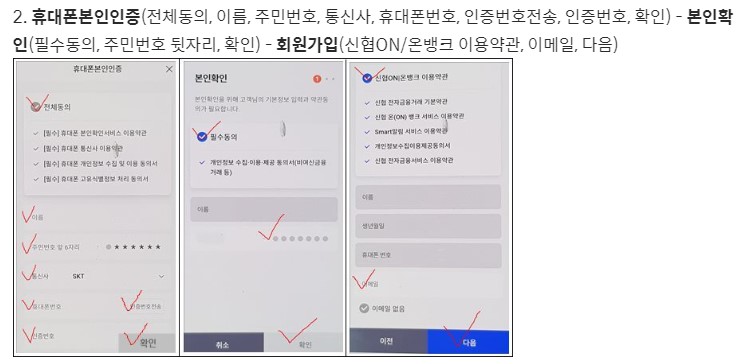 2. 휴대폰본인인증(전체동의, 이름, 주민번호, 통신사, 휴대폰번호, 인증번호전송, 인증번호, 확인) - 본인확
인(필수동의, 주민번호 뒷자리, 확인) - 회원가입(신협ON/온뱅크 이용약관, 이메일, 다음)
휴대폰본인인증
전체동의
[필수] 휴대폰 본인확인서비스 이용약관
[필수] 휴대폰 통신사 이용약관
[필수] 휴대폰 개인정보 수집 및 이용 동의서
[필수] 휴대폰 고유식별정보 처리 동의서
이름
주민번호 앞 6자리 ******
통신사 SKT
휴대폰번호 인증번호전송
인증번호
확인
본인확인 1
본인확인을 위해 고객님의 기본정보 입력과 약관동
의가 필요합니다.
필수동의
개인정보 수집·이용·제공 동의서(비여신금융
거래 등)
이름
취소 확인
신협ON)온뱅크 이용약관
신협 전자금융거래 기본약관
신협 온(ON) 뱅크 서비스 이용약관
Smart알림 서비스 이용약관
개인정보수집이용제공동의서
신협 전자금융서비스 이용약관
이름
생년월일
휴대폰 번호
이메일
이메일 없음
이전 다음